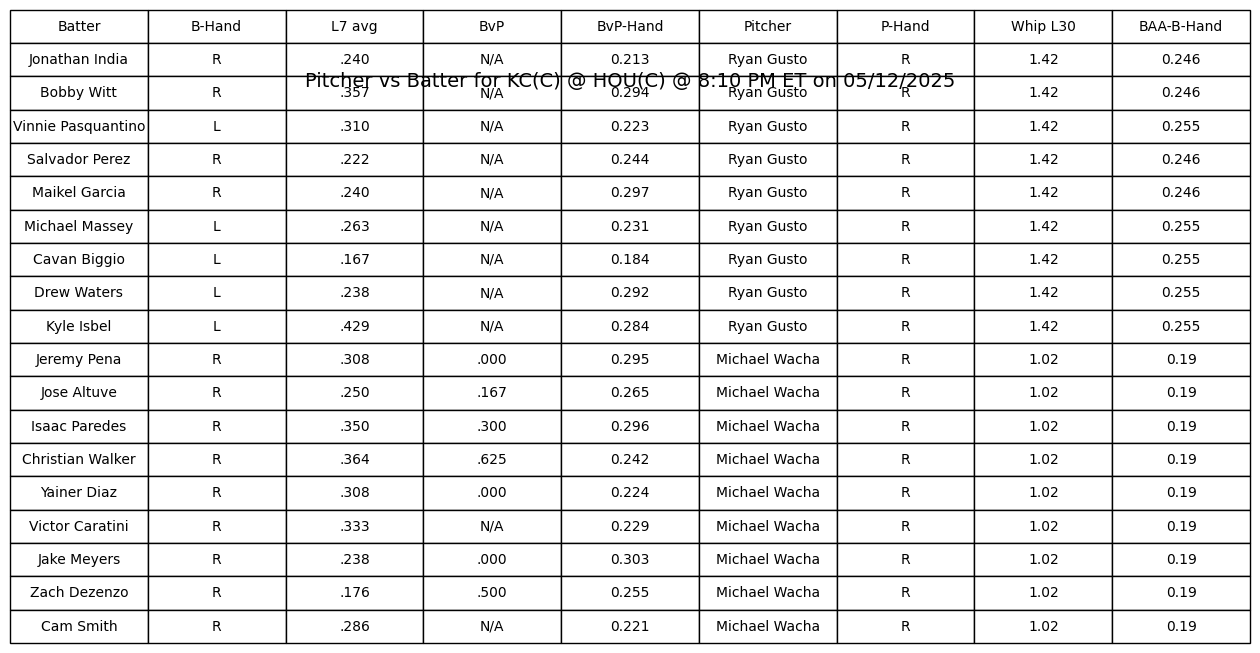 Batter B-Hand L7 avg BvP BvP-Hand Pitcher P-Hand Whip L30 BAA-B-Hand
Jonathan India R .240 N/A 0.213 Ryan Gusto R 1.42 0.246
Pitcher vs Batter for KC(C) @ HOU(C) @ 8:10 PM ET on 05/12/2025
Bobby Witt R .357 N/A 0.294 Ryan Gusto R 1.42 0.246
Vinnie Pasquantino L .310 N/A 0.223 Ryan Gusto R 1.42 0.255
Salvador Perez R .222 N/A 0.244 Ryan Gusto R 1.42 0.246
Maikel Garcia R .240 N/A 0.297 Ryan Gusto R 1.42 0.246
Michael Massey L .263 N/A 0.231 Ryan Gusto R 1.42 0.255
Cavan Biggio L .167 N/A 0.184 Ryan Gusto R 1.42 0.255
Drew Waters L .238 N/A 0.292 Ryan Gusto R 1.42 0.255
Kyle Isbel L .429 N/A 0.284 Ryan Gusto R 1.42 0.255
Jeremy Pena R .308 .000 0.295 Michael Wacha R 1.02 0.19
Jose Altuve R .250 .167 0.265 Michael Wacha R 1.02 0.19
Isaac Paredes R .350 .300 0.296 Michael Wacha R 1.02 0.19
Christian Walker R .364 .625 0.242 Michael Wacha R 1.02 0.19
Yainer Diaz R .308 .000 0.224 Michael Wacha R 1.02 0.19
Victor Caratini R .333 N/A 0.229 Michael Wacha R 1.02 0.19
Jake Meyers R .238 .000 0.303 Michael Wacha R 1.02 0.19
Zach Dezenzo R .176 .500 0.255 Michael Wacha R 1.02 0.19
Cam Smith R .286 N/A 0.221 Michael Wacha R 1.02 0.19